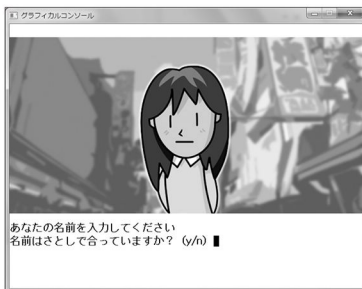 グラフィカルコンソール
あなたの名前を入力してください
名前はさとしで合っていますか？（y/n）